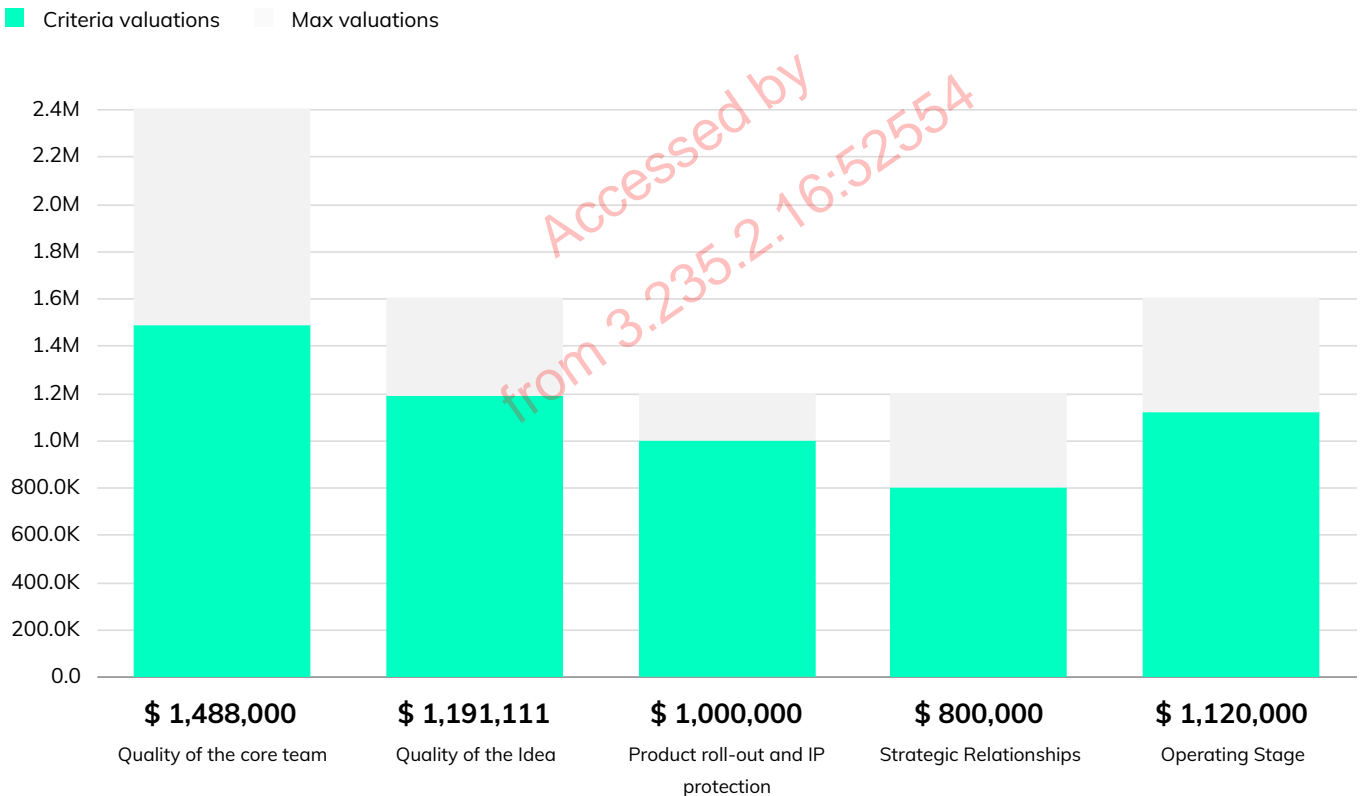 Criteria valuations Max valuations
Accessed by
from 3.235.2.16:52554
2.4M
2.2M
2.0M
1.8M
1.6M
1.4M
1.2M
1.0M
800.0K
600.0K
400.0K
200.0K
0.0
$ 1,488,000 $ 1,191,111 $ 1,000,000 $ 800,000 $ 1,120,000
Quality of the core team Quality of the Idea Product roll-out and IP Strategic Relationships Operating Stage
protection